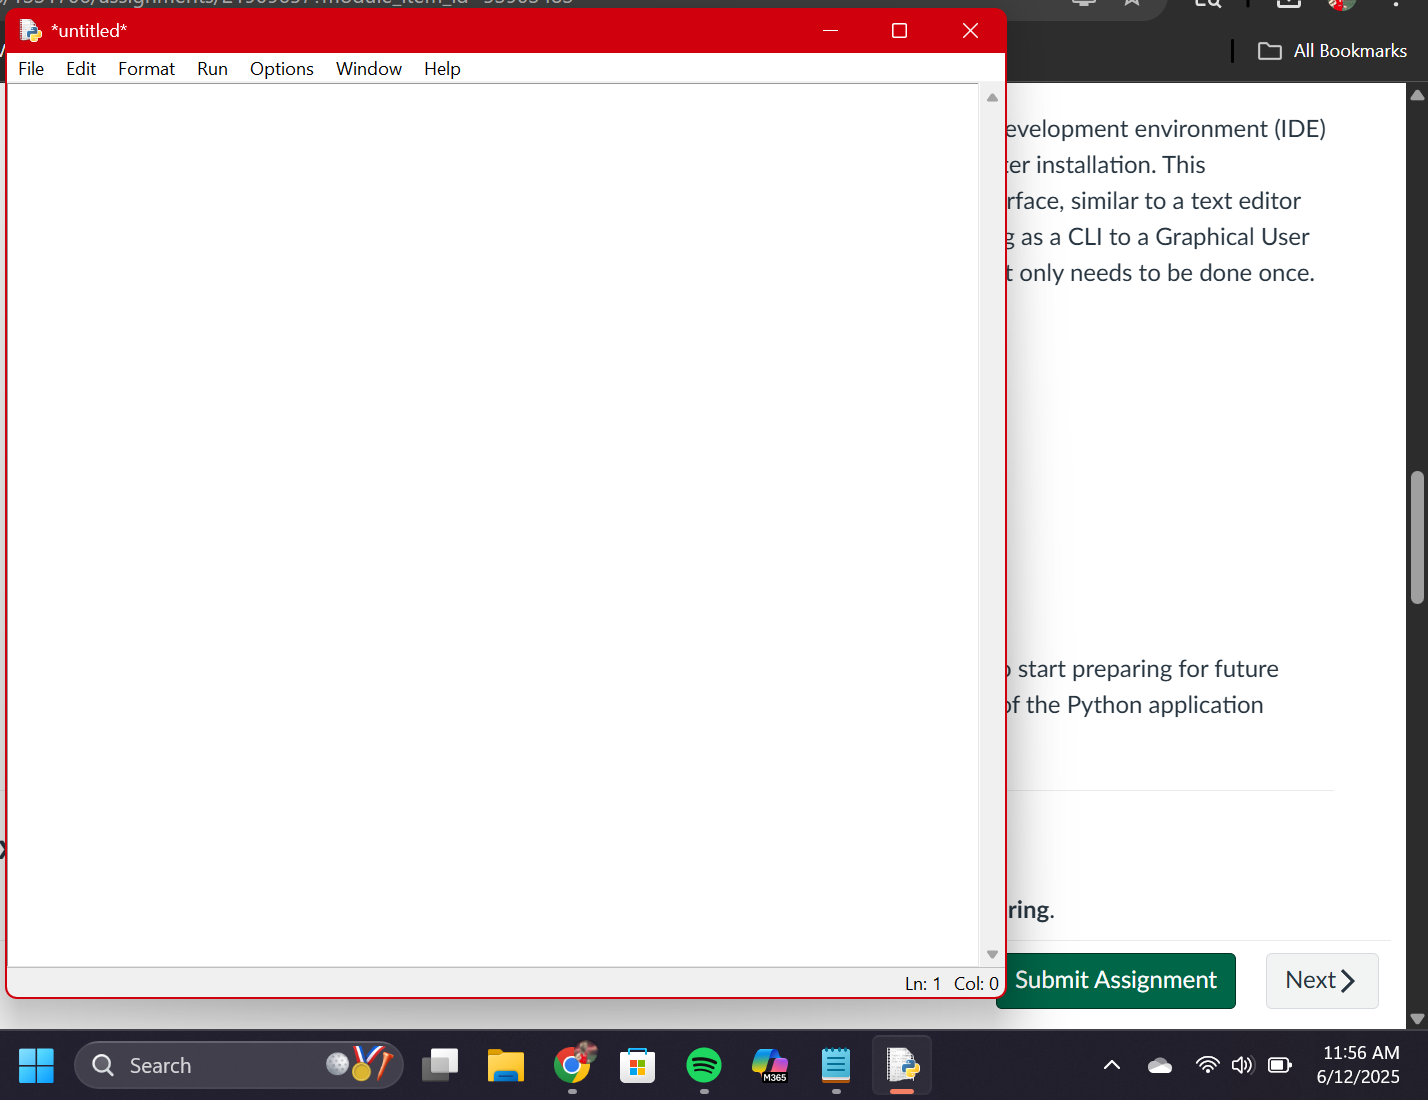 *untitled*
File Edit Format Run Options Window Help
All Bookmarks
evelopment environment (IDE)
er installation. This
rface, similar to a text editor
g as a CLI to a Graphical User
t only needs to be done once.
start preparing for future
of the Python application
ring.
Ln: 1 Col: 0
Submit Assignment
Next
Search
M365
11:56 AM
6/12/2025